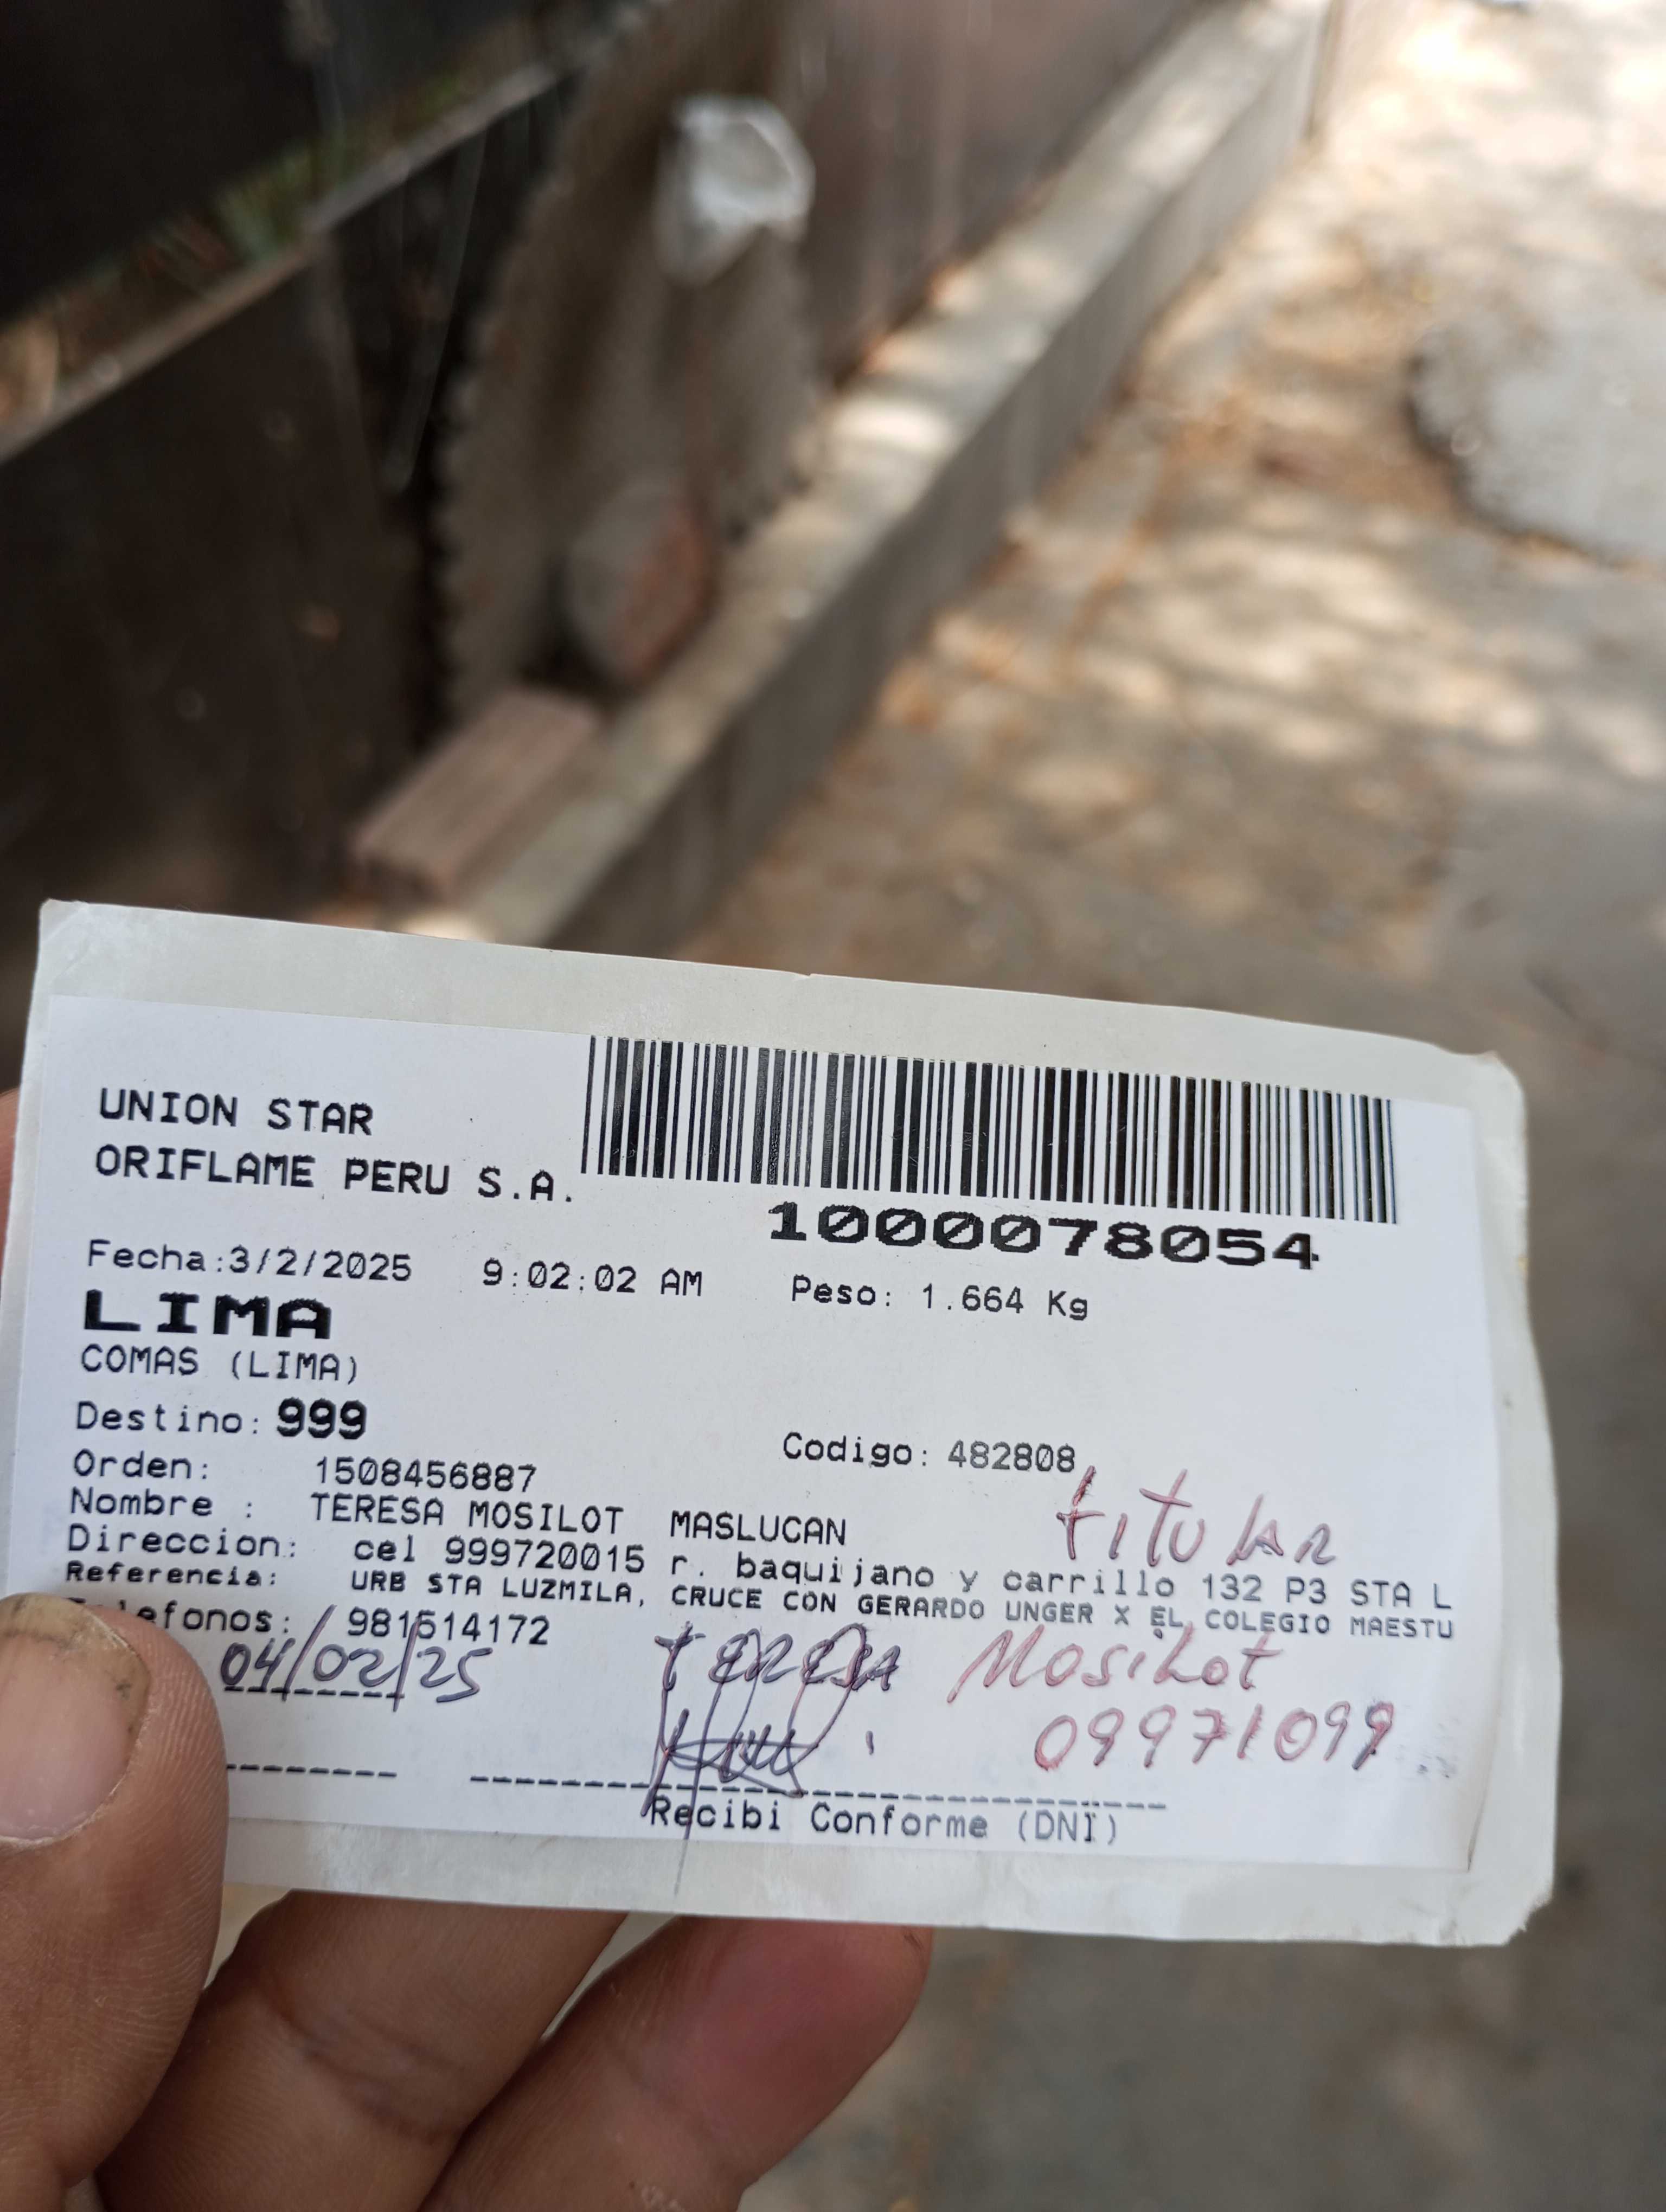 UNION STAR
ORIFLAME PERU S.A.
1000078054
Fecha:3/2/2025 9:02:02 AM Peso: 1.664 Kg
LIMA
COMAS (LIMA)
Destino: 999 Codigo: 482808
Orden: 1508456887
Nombre : TERESA MOSILOT MASLUCAN titular
Direccion: cel 999720015 r. baquijano y carrillo 132 P3 STA L
Referencia: URB STA LUZMILA, CRUCE CON GERARDO UNGER X EL COLEGIO MAESTU
efonos: 981514172
04/02/25 TERESA Mosilot
09971099
Recibi Conforme (DNI)